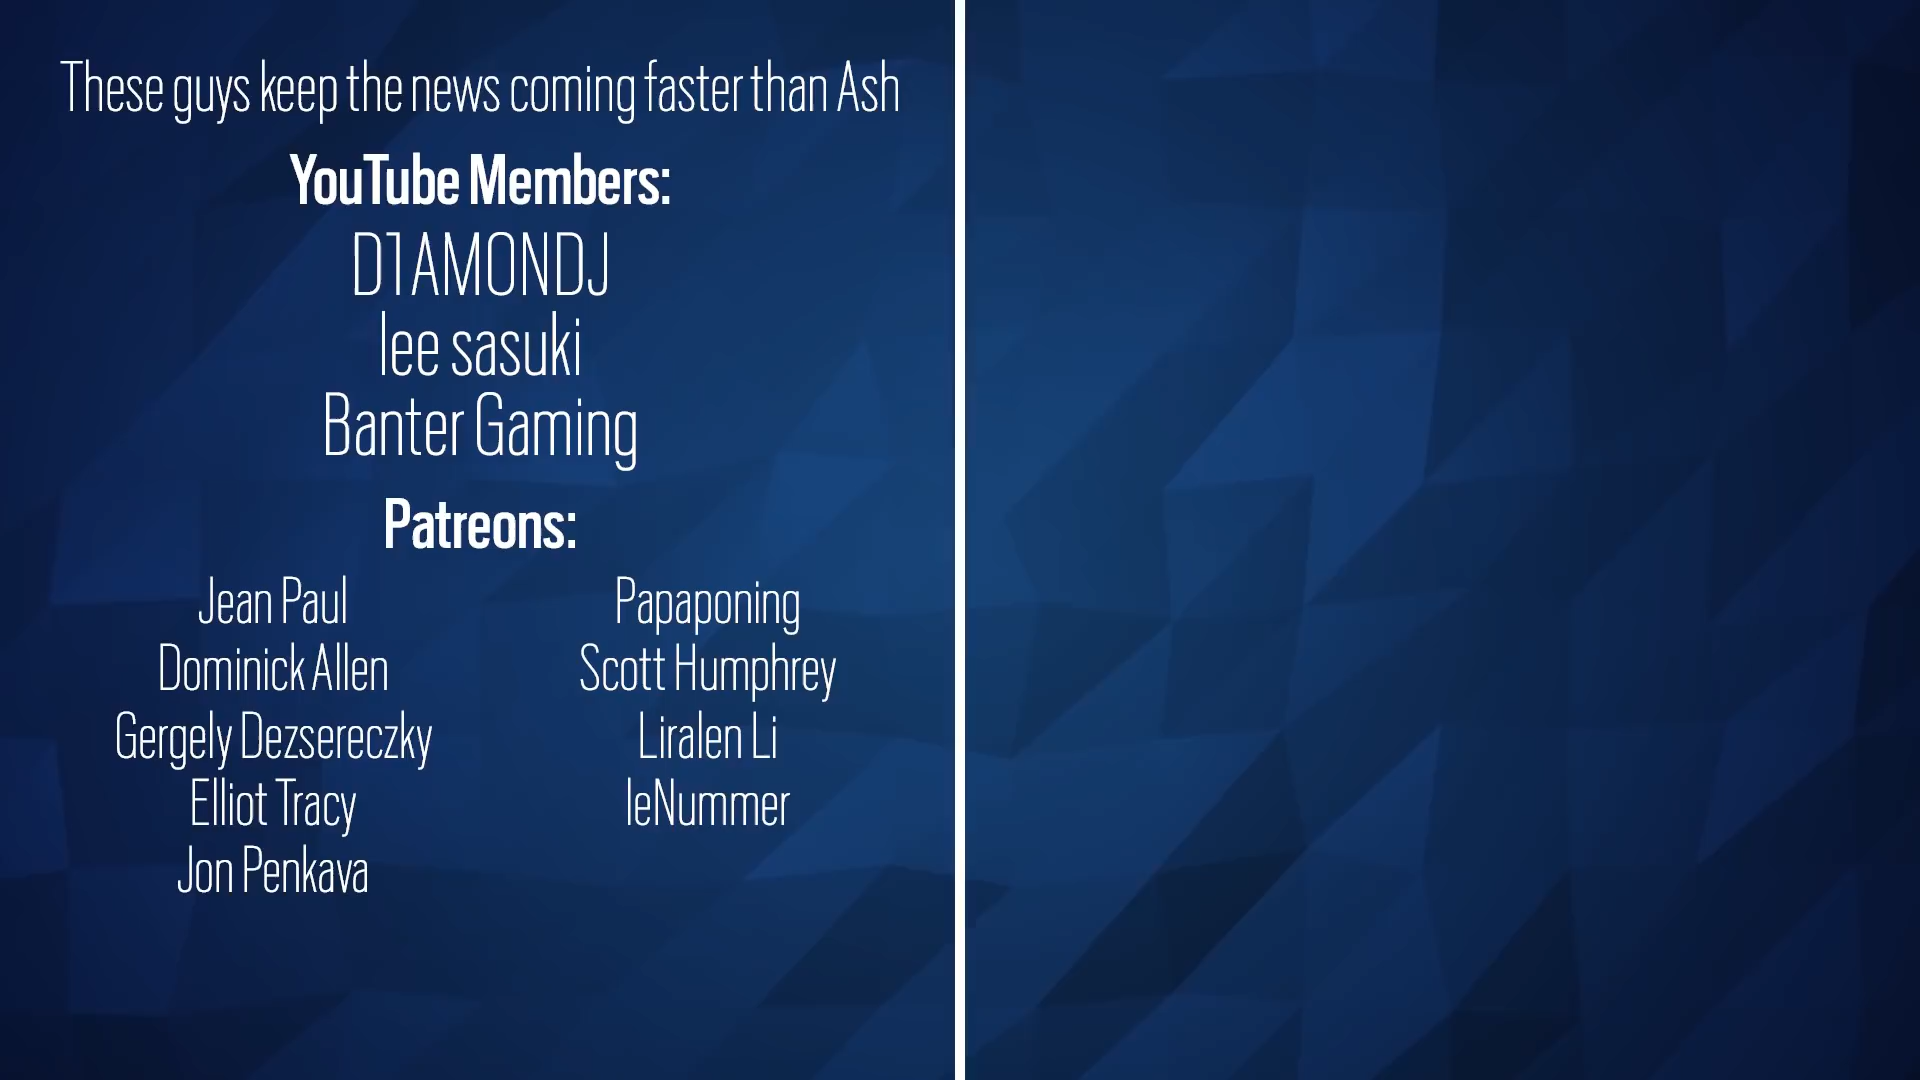 These guys keep the news coming faster than Ash
YouTube Members:
D1AMONDJ
lee sasuki
Banter Gaming
Patreons:
Jean Paul
Dominick Allen
Gergely Dezsereczky
Elliot Tracy
Jon Penkava
Papaponing
Scott Humphrey
Liralen Li
leNummer